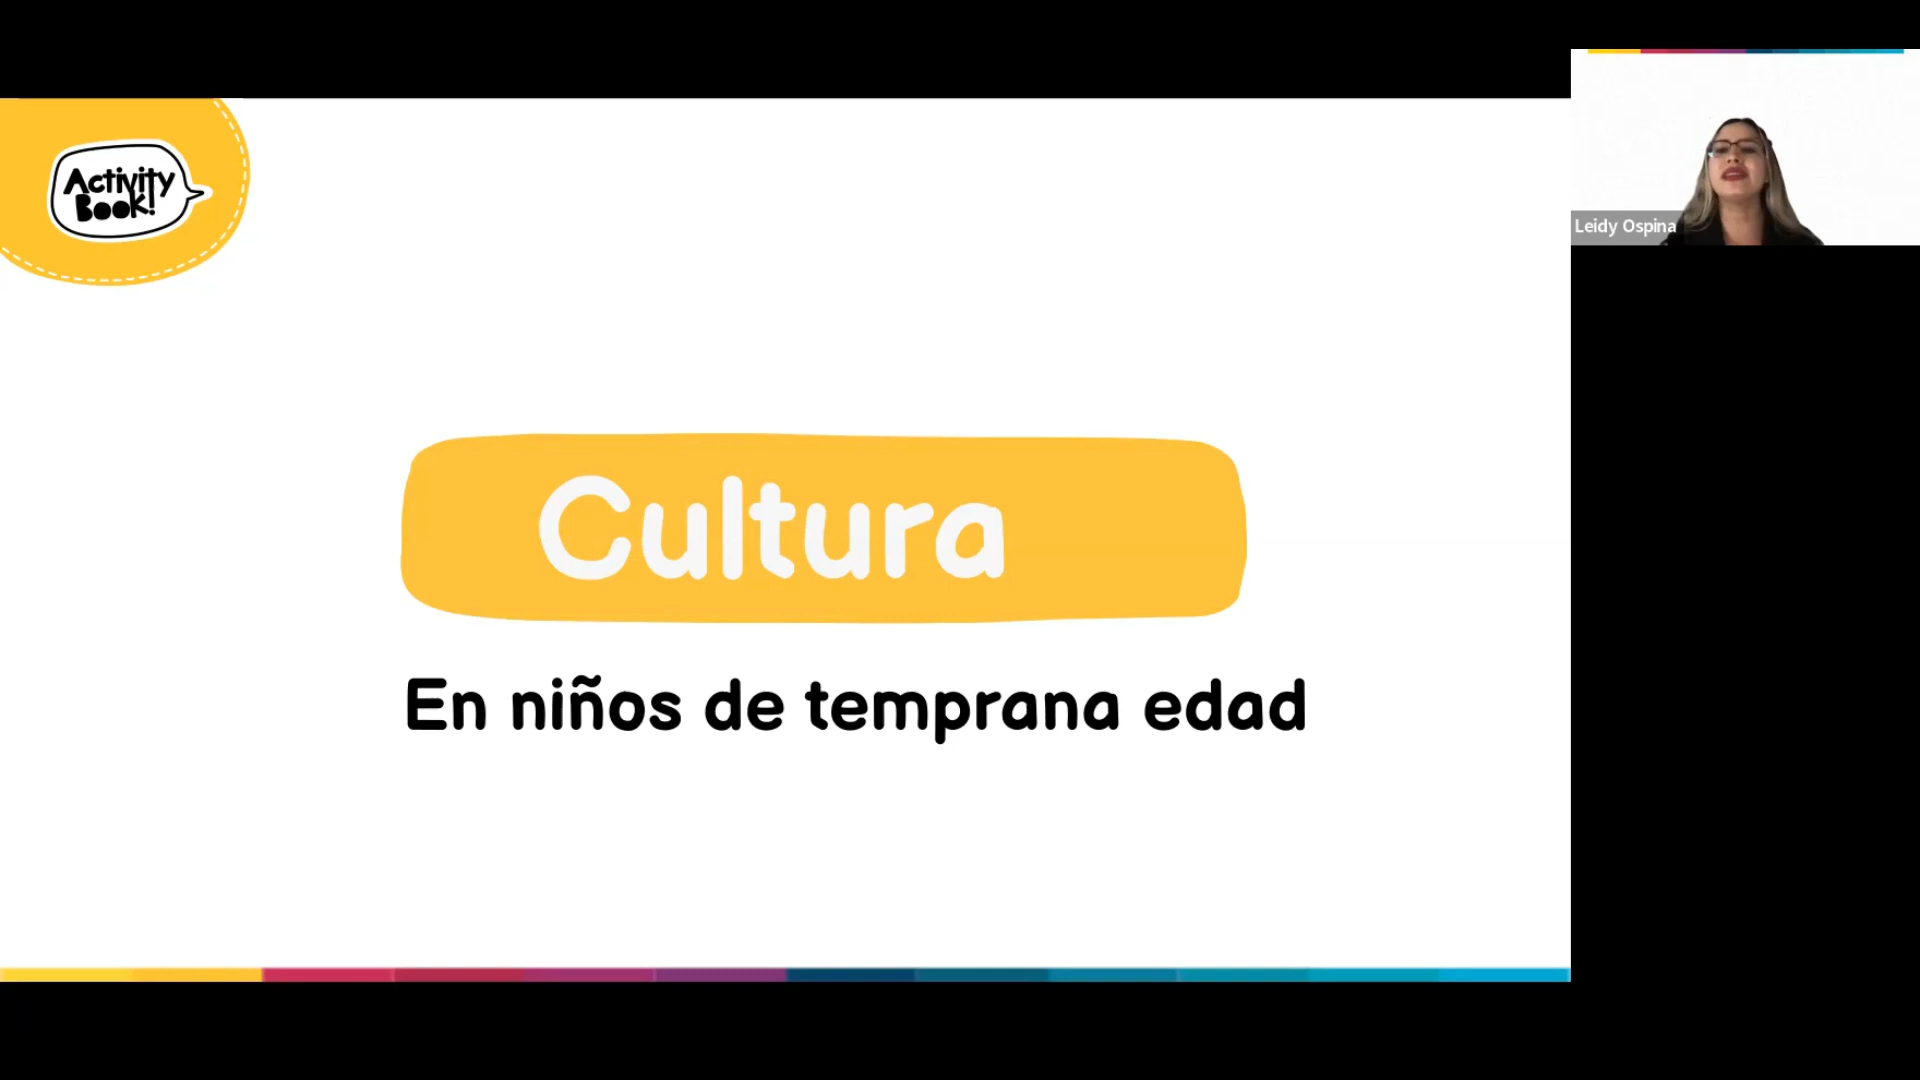 Activity
Book!
Leidy Ospina
Cultura
En niños de temprana edad